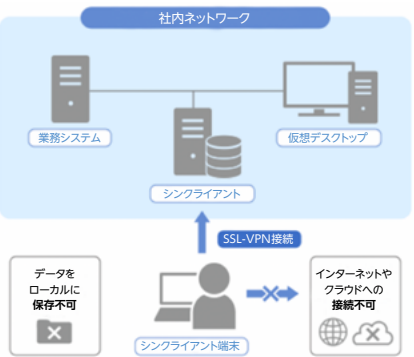 社内ネットワーク
業務システム
仮想デスクトップ
シンクライアント
SSL-VPN接続
データを
ローカルに
保存不可
インターネットや
クラウドへの
接続不可
シンクライアント端末